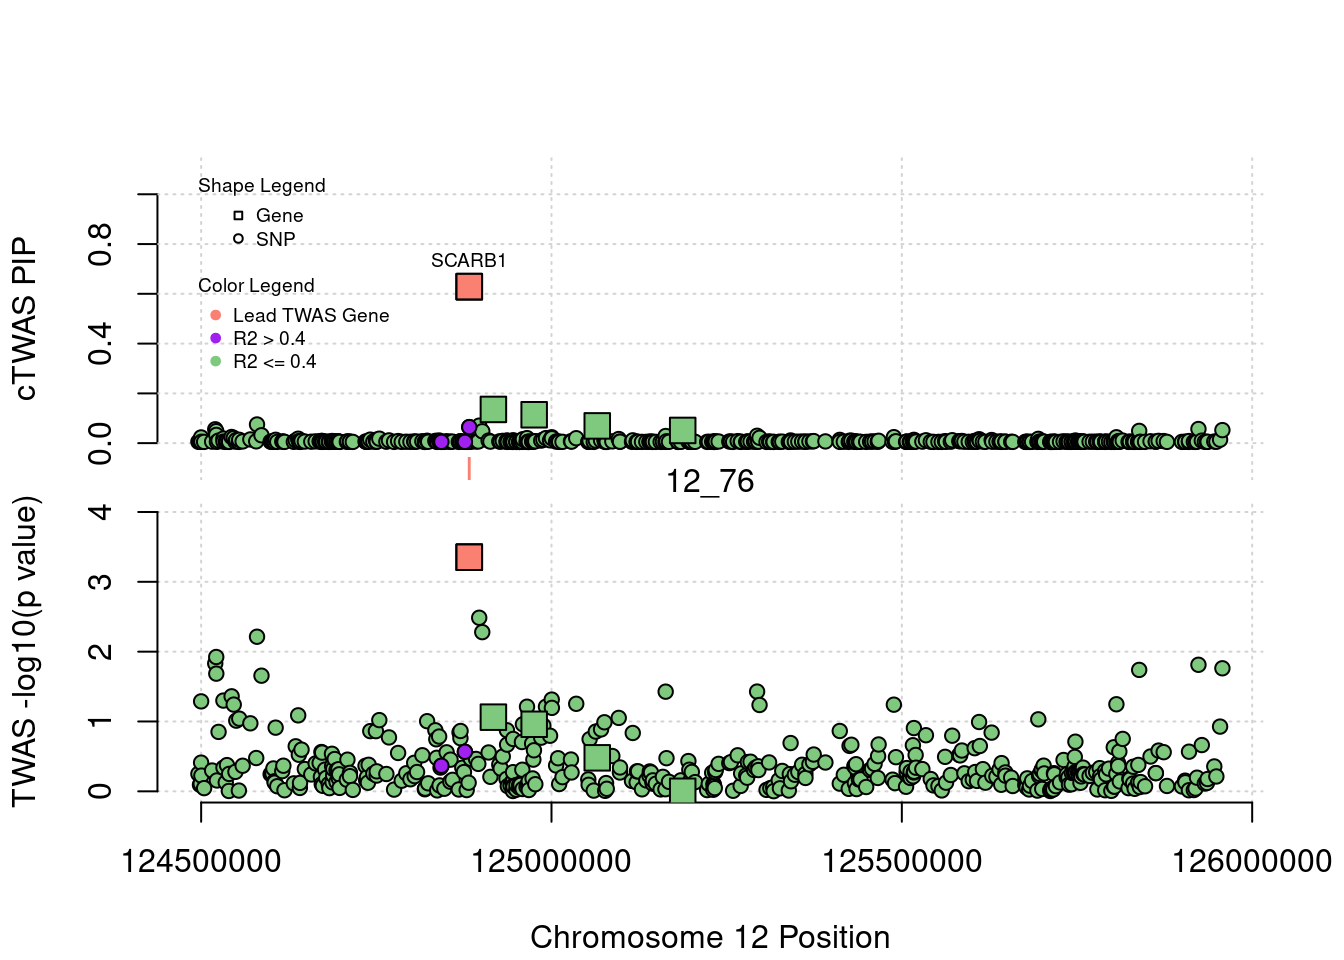 Shape Legend
Gene
SNP
SCARB1
Color Legend
Lead TWAS Gene
R2 > 0.4
R2 <= 0.4
cTWAS PIP
0.8
0.4
0.0
12_76
TWAS -log10(p value)
4
3
2
1
0
124500000 125000000 125500000 126000000
Chromosome 12 Position